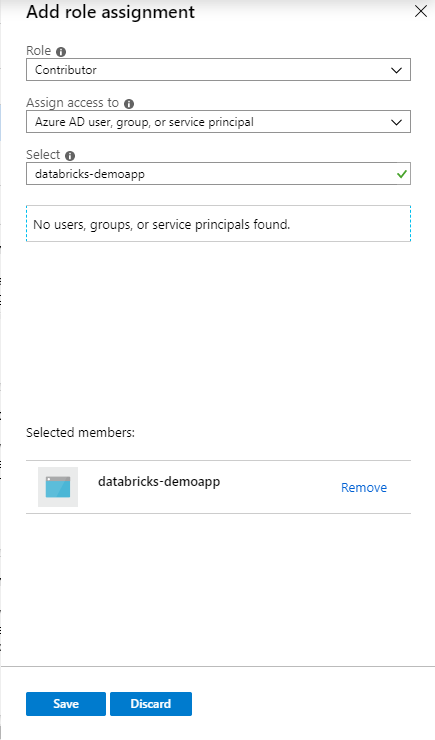 Add role assignment
Role
Contributor
Assign access to
Azure AD user, group, or service principal
Select
databricks-demoapp
No users, groups, or service principals found.
Selected members:
databricks-demoapp
Remove
Save Discard